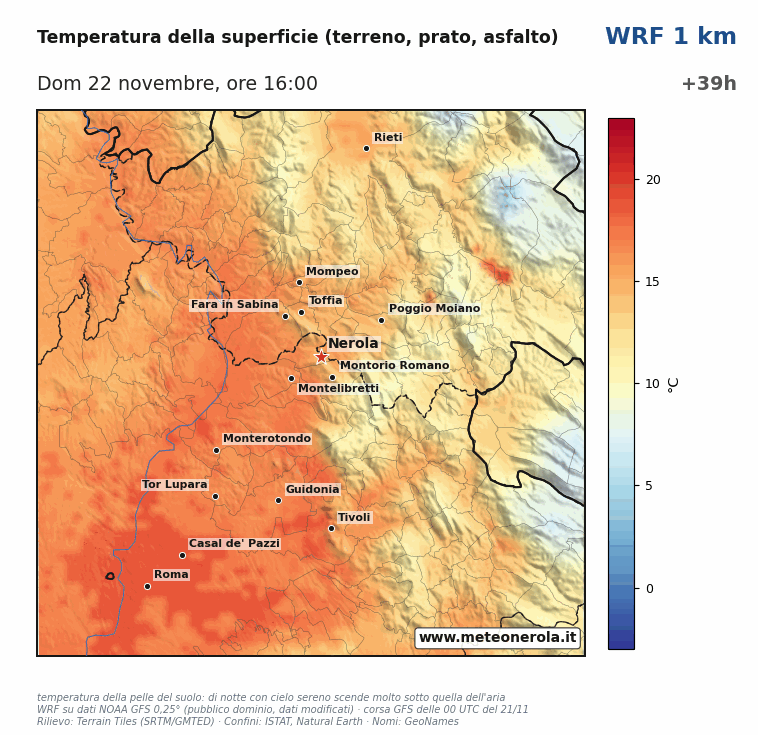 Temperatura della superficie (terreno, prato, asfalto)
WRF 1 km
Dom 22 novembre, ore 16:00
+39h
Rieti
Mompeo
Fara in Sabina
Toffia
Poggio Moiano
Nerola
Montorio Romano
Montelibretti
Monterotondo
Tor Lupara
Guidonia
Tivoli
Casal de' Pazzi
Roma
www.meteonerola.it
20
15
10
5
0
°C
temperatura della pelle del suolo: di notte con cielo sereno scende molto sotto quella dell'aria
WRF su dati NOAA GFS 0,25° (pubblico dominio, dati modificati) · corsa GFS delle 00 UTC del 21/11
Rilievo: Terrain Tiles (SRTM/GMTED) · Confini: ISTAT, Natural Earth · Nomi: GeoNames